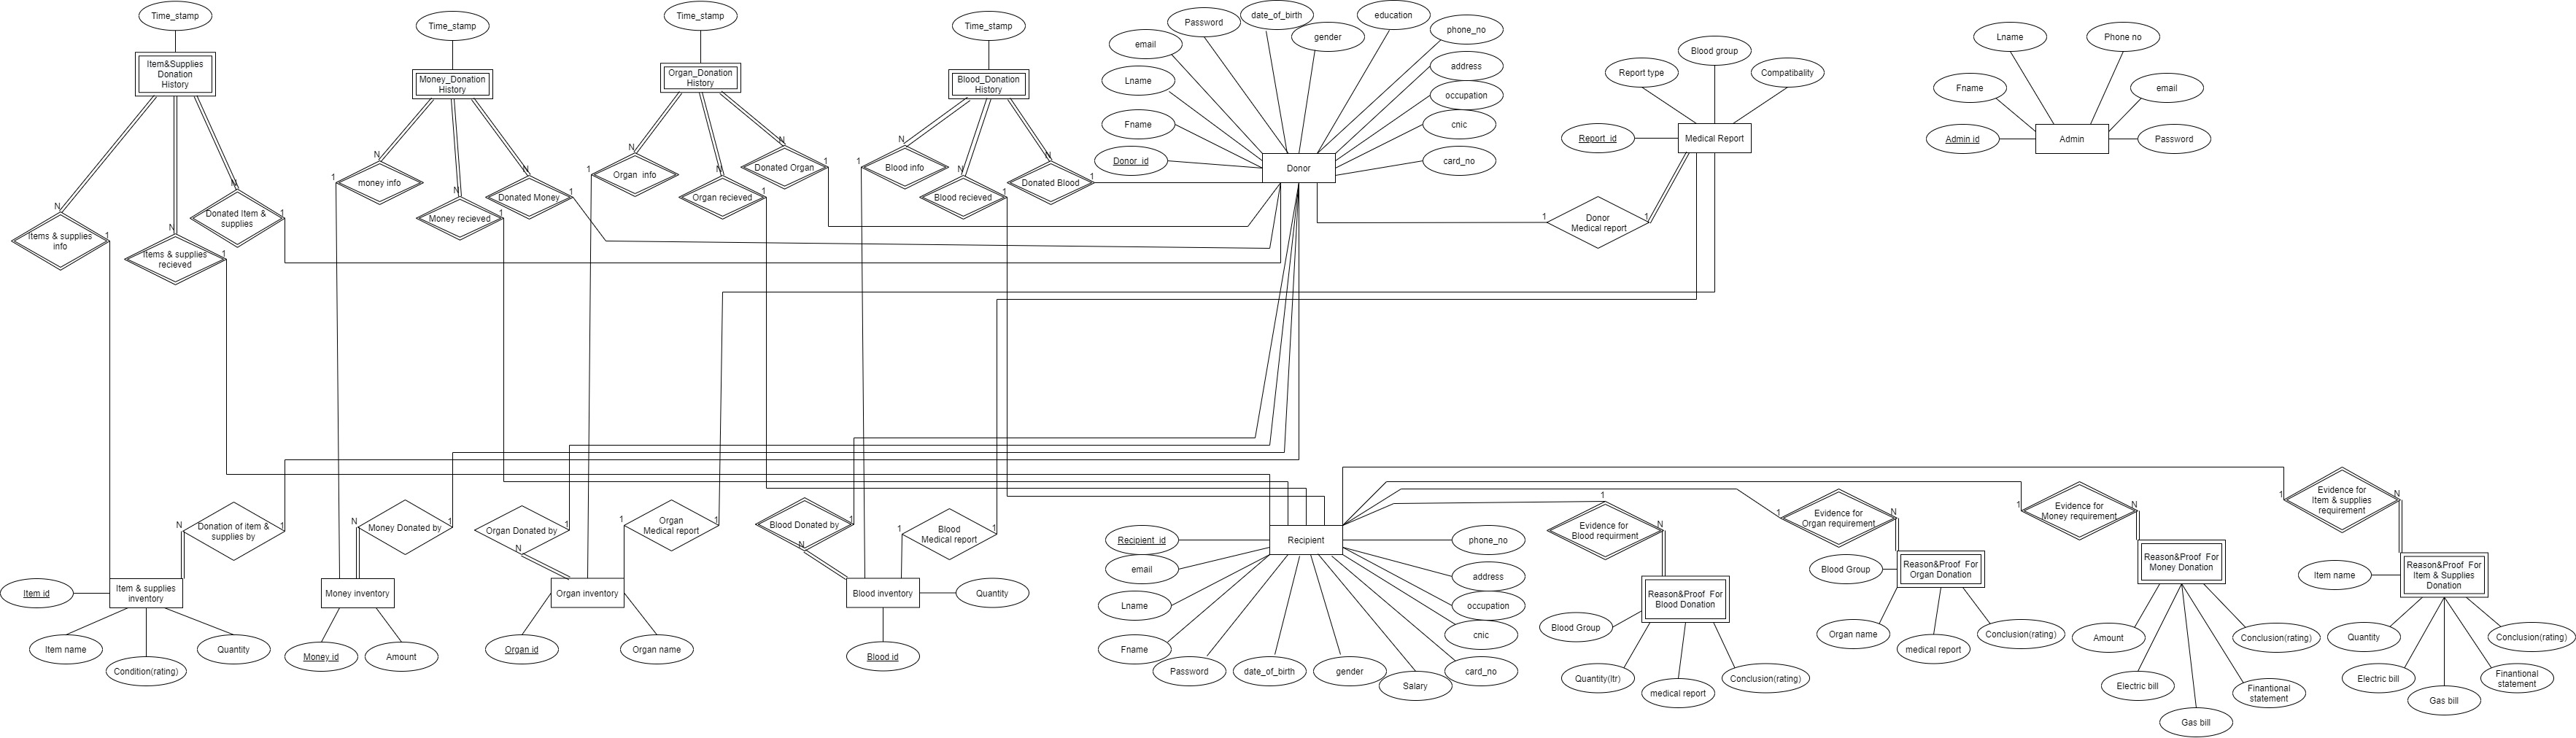 Time_stamp
Item&Supplies
Donation
History
N
N
N
Items & supplies
info
1
Items & supplies
recieved
1
Donated Item &
supplies
1
Time_stamp
Money_Donation
History
N
N
N
1
money info
Money recieved
1
Donated Money
1
Time_stamp
Organ_Donation
History
N
N
N
1
Organ info
Organ recieved
1
Donated Organ
1
Time_stamp
Blood_Donation
History
N
N
N
1
Blood info
Blood recieved
1
Donated Blood
1
Password
date_of_birth
gender
education
phone_no
email
Lname
address
occupation
Fname
cnic
Donor_id
card_no
Donor
1
Donor
Medical report
1
Blood group
Report type
Compatibality
Report_id
Medical Report
Lname
Phone no
Fname
email
Admin id
Admin
Password
N
Donation of item &
supplies by
1
Item id
Item & supplies
inventory
Item name
Condition(rating)
Quantity
N
Money Donated by
1
Money inventory
Money id
Amount
Organ Donated by
1
N
1
Organ
Medical report
1
Organ inventory
Organ id
Organ name
Blood Donated by
1
N
1
Blood
Medical report
1
Blood inventory
Quantity
Blood id
Recipient_id
Recipient
phone_no
email
address
Lname
occupation
Fname
cnic
Password
date_of_birth
gender
Salary
card_no
1
Evidence for
Blood requirment
N
Reason&Proof For
Blood Donation
Blood Group
Quantity(ltr)
medical report
Conclusion(rating)
1
Evidence for
Organ requirement
N
Blood Group
Reason&Proof For
Organ Donation
Organ name
medical report
Conclusion(rating)
1
Evidence for
Money requirement
N
Reason&Proof For
Money Donation
Amount
Electric bill
Gas bill
Finantional
statement
Conclusion(rating)
1
Evidence for
Item & supplies
requirement
N
Item name
Reason&Proof For
Item & Supplies
Donation
Quantity
Electric bill
Gas bill
Finantional
statement
Conclusion(rating)